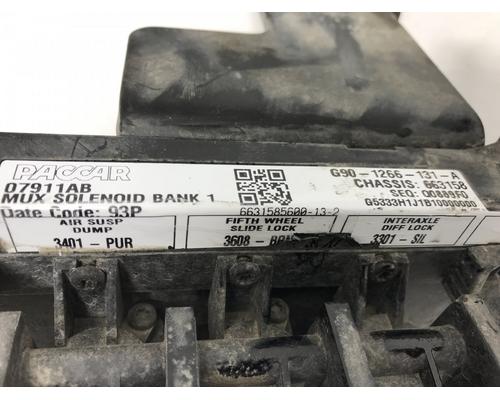 PACCAR
07911AB
MUX SOLENOID BANK 1
Date Code: 93P
6631585600-13-2
G90-1266-131-A
CHASSIS: 663158
SEQ:
G5333H1J1B10000000
AIR SUSP
DUMP
3401 - PUR
FIFTH WHEEL
SLIDE LOCK
3608 -
INTERAXLE
DIFF LOCK
3301 - SIL